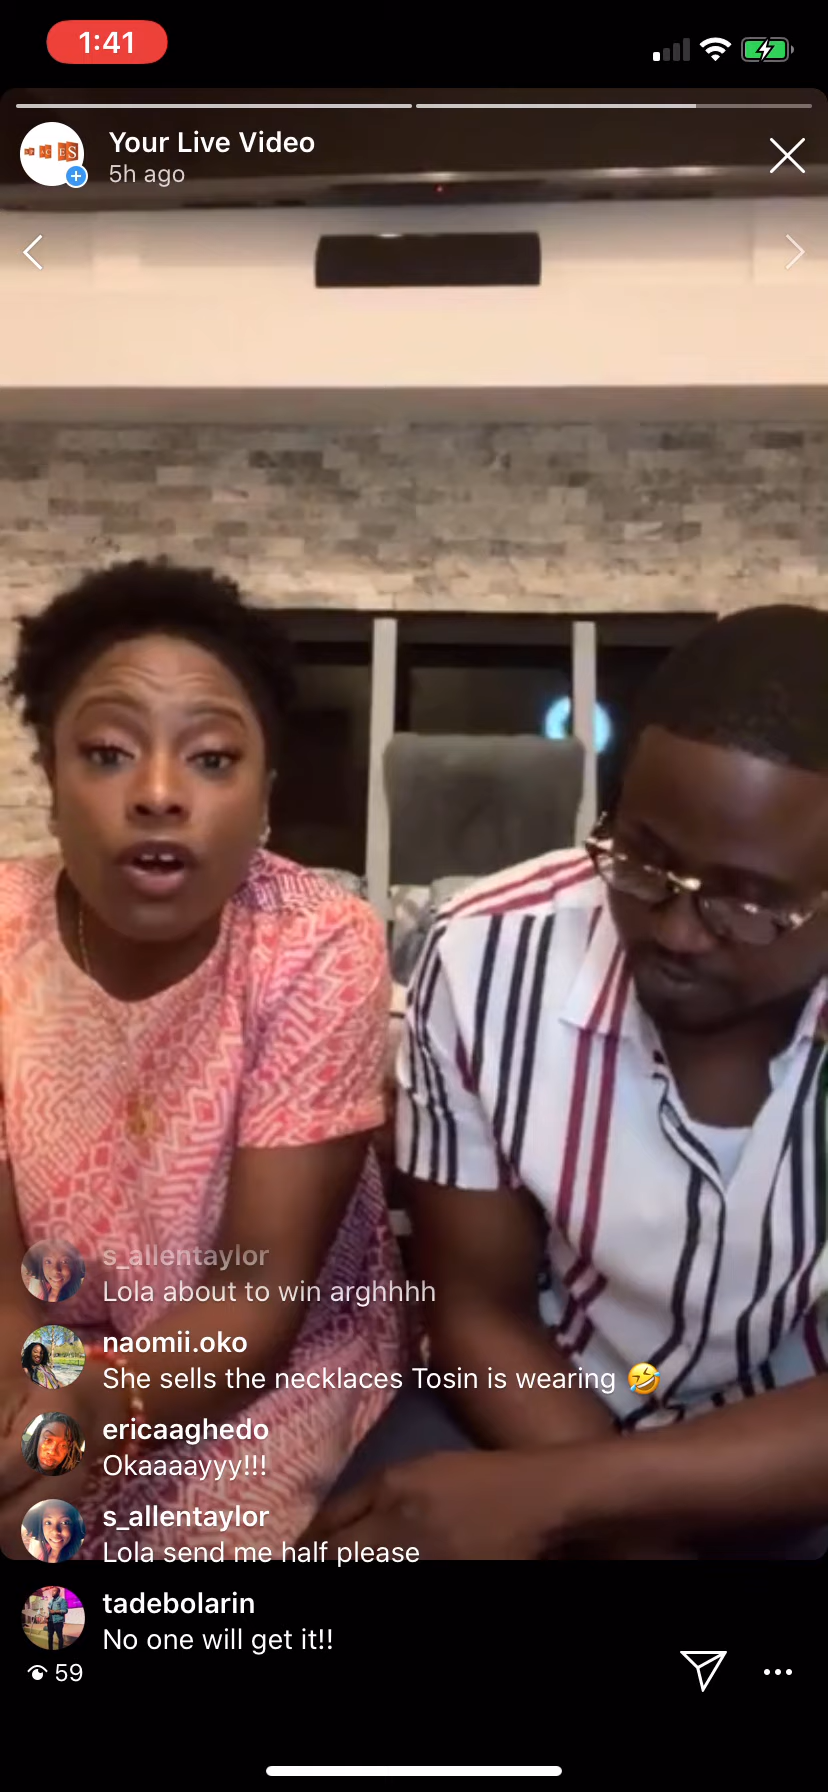 1:41
Your Live Video
5h ago
s_allentaylor
Lola about to win arghhhh
naomii.oko
She sells the necklaces Tosin is wearing 🤣
ericaaghedo
Okaaaayyy!!!
s_allentaylor
Lola send me half please
tadebolarin
No one will get it!!
59